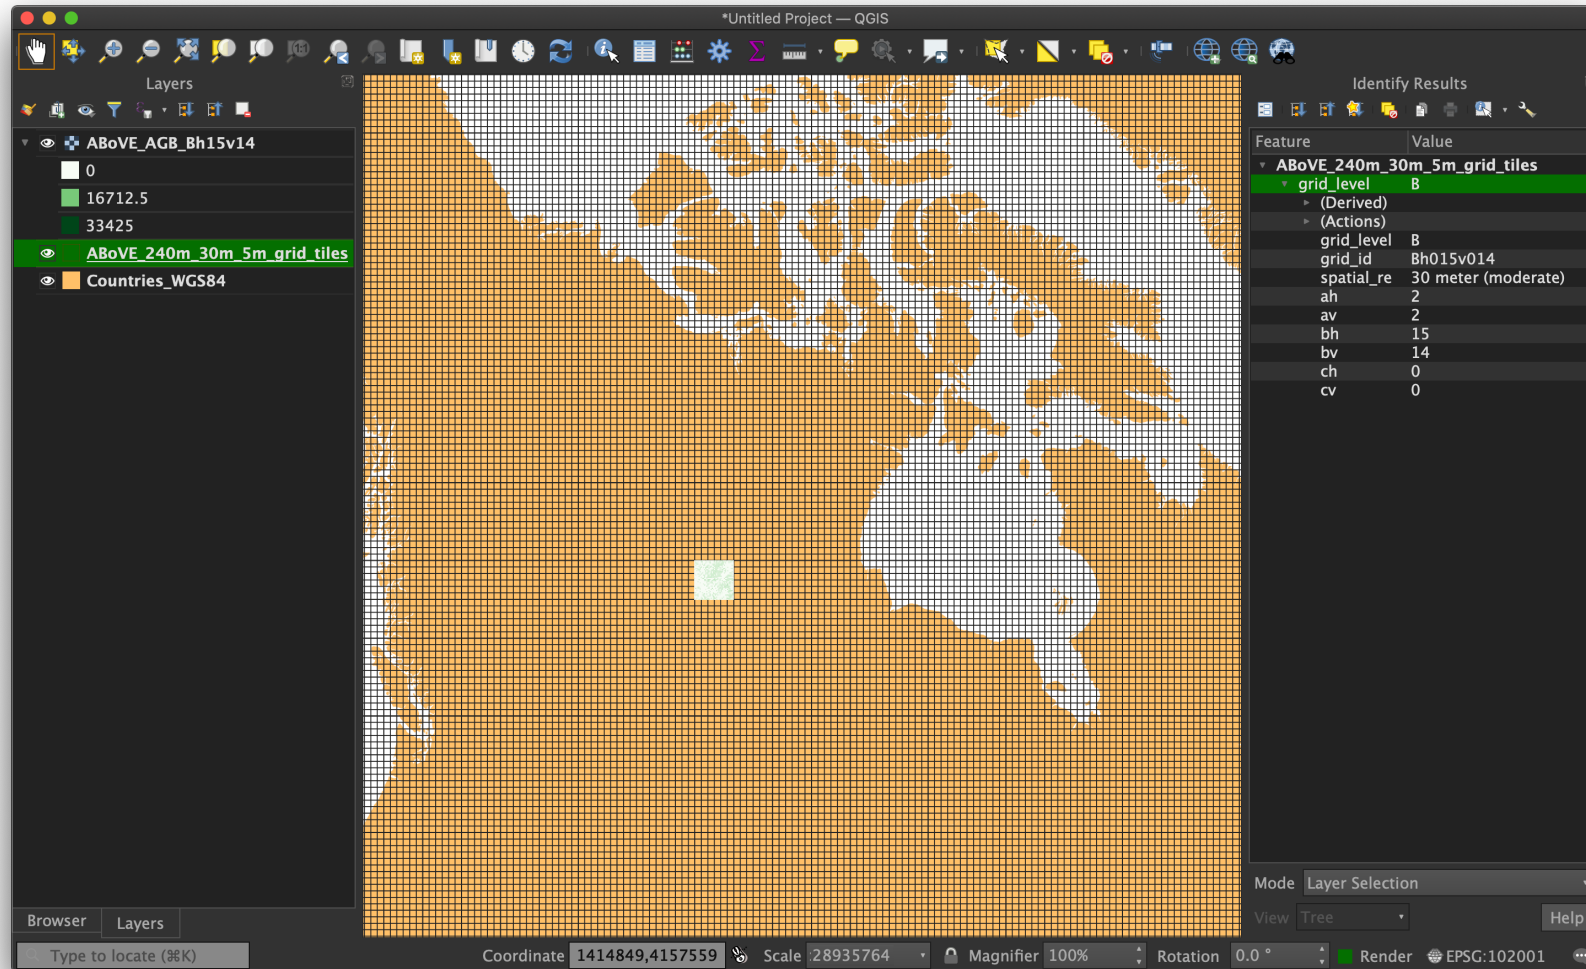 *Untitled Project — QGIS
Layers
ABoVE_AGB_Bh15v14
0
16712.5
33425
ABoVE_240m_30m_5m_grid_tiles
Countries_WGS84
Browser
Layers
Identify Results
Feature Value
ABoVE_240m_30m_5m_grid_tiles
grid_level B
(Derived)
(Actions)
grid_level B
grid_id Bh015v014
spatial_re 30 meter (moderate)
ah 2
av 2
bh 15
bv 14
ch 0
cv 0
Mode Layer Selection
View Tree Help
Type to locate (⌘K) Coordinate 1414849,4157559 Scale :28935764 Magnifier 100% Rotation 0.0 ° Render EPSG:102001